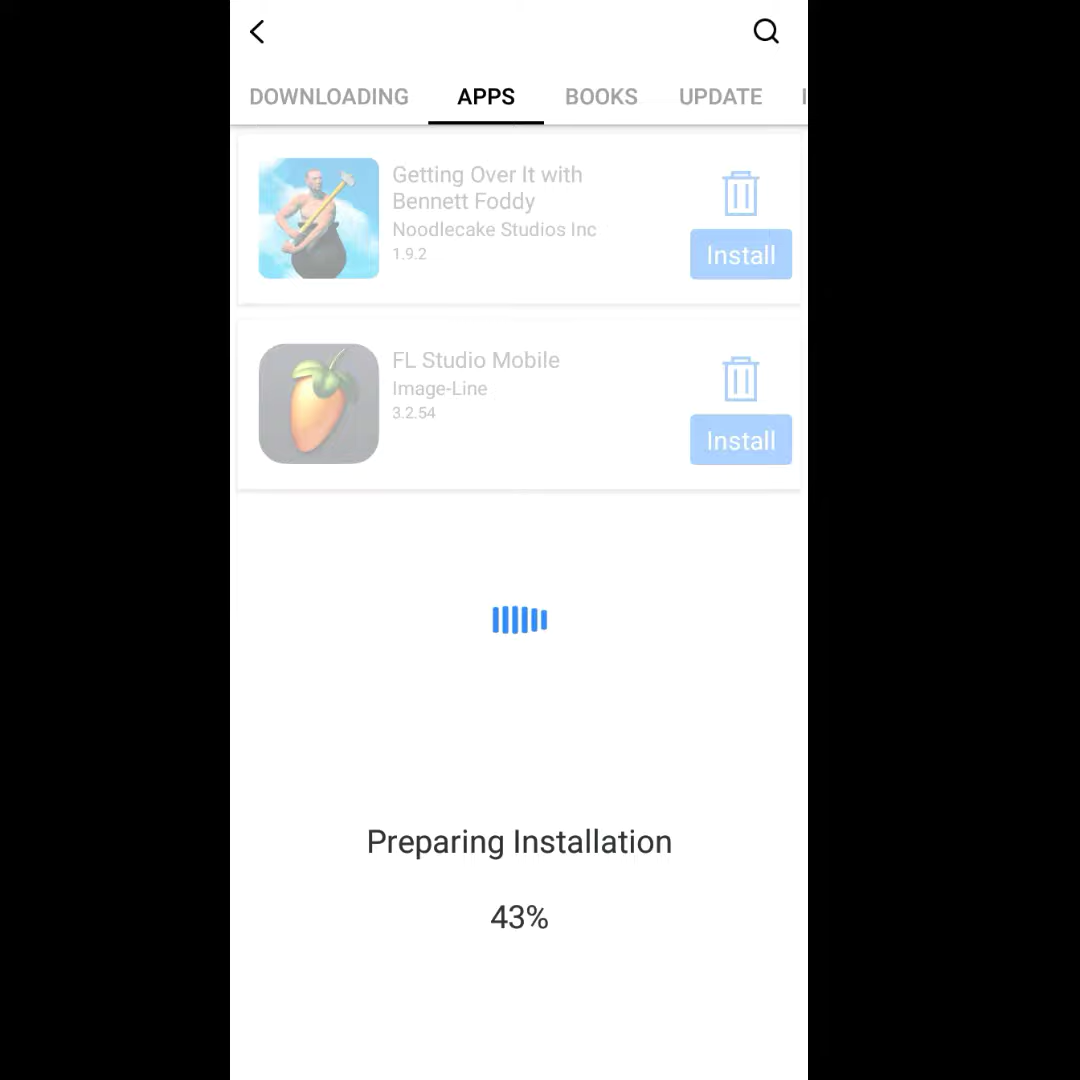 DOWNLOADING APPS BOOKS UPDATE
Getting Over It with
Bennett Foddy
Noodlecake Studios Inc
1.9.2
Install
FL Studio Mobile
Image-Line
3.2.54
Install
Preparing Installation
43%